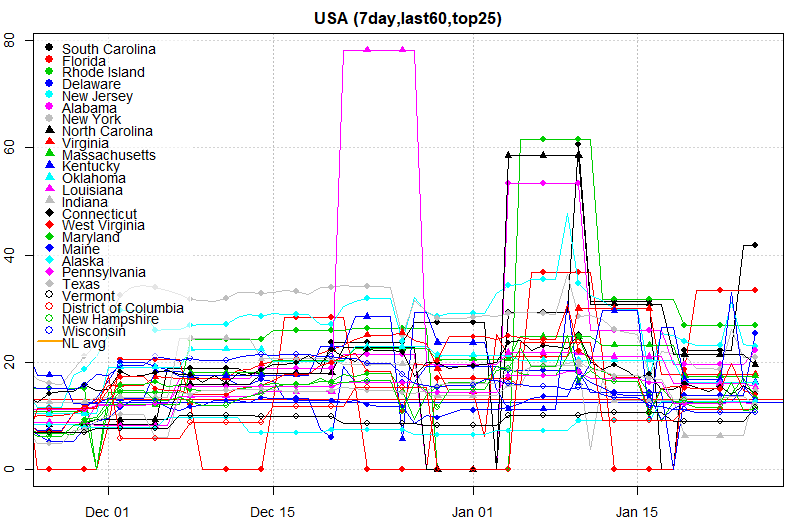 USA (7day,last60,top25)
80
60
40
20
0
South Carolina
Florida
Rhode Island
Delaware
New Jersey
Alabama
New York
North Carolina
Virginia
Massachusetts
Kentucky
Oklahoma
Louisiana
Indiana
Connecticut
West Virginia
Maryland
Maine
Alaska
Pennsylvania
Texas
Vermont
District of Columbia
New Hampshire
Wisconsin
NL avg
Dec 01 Dec 15 Jan 01 Jan 15